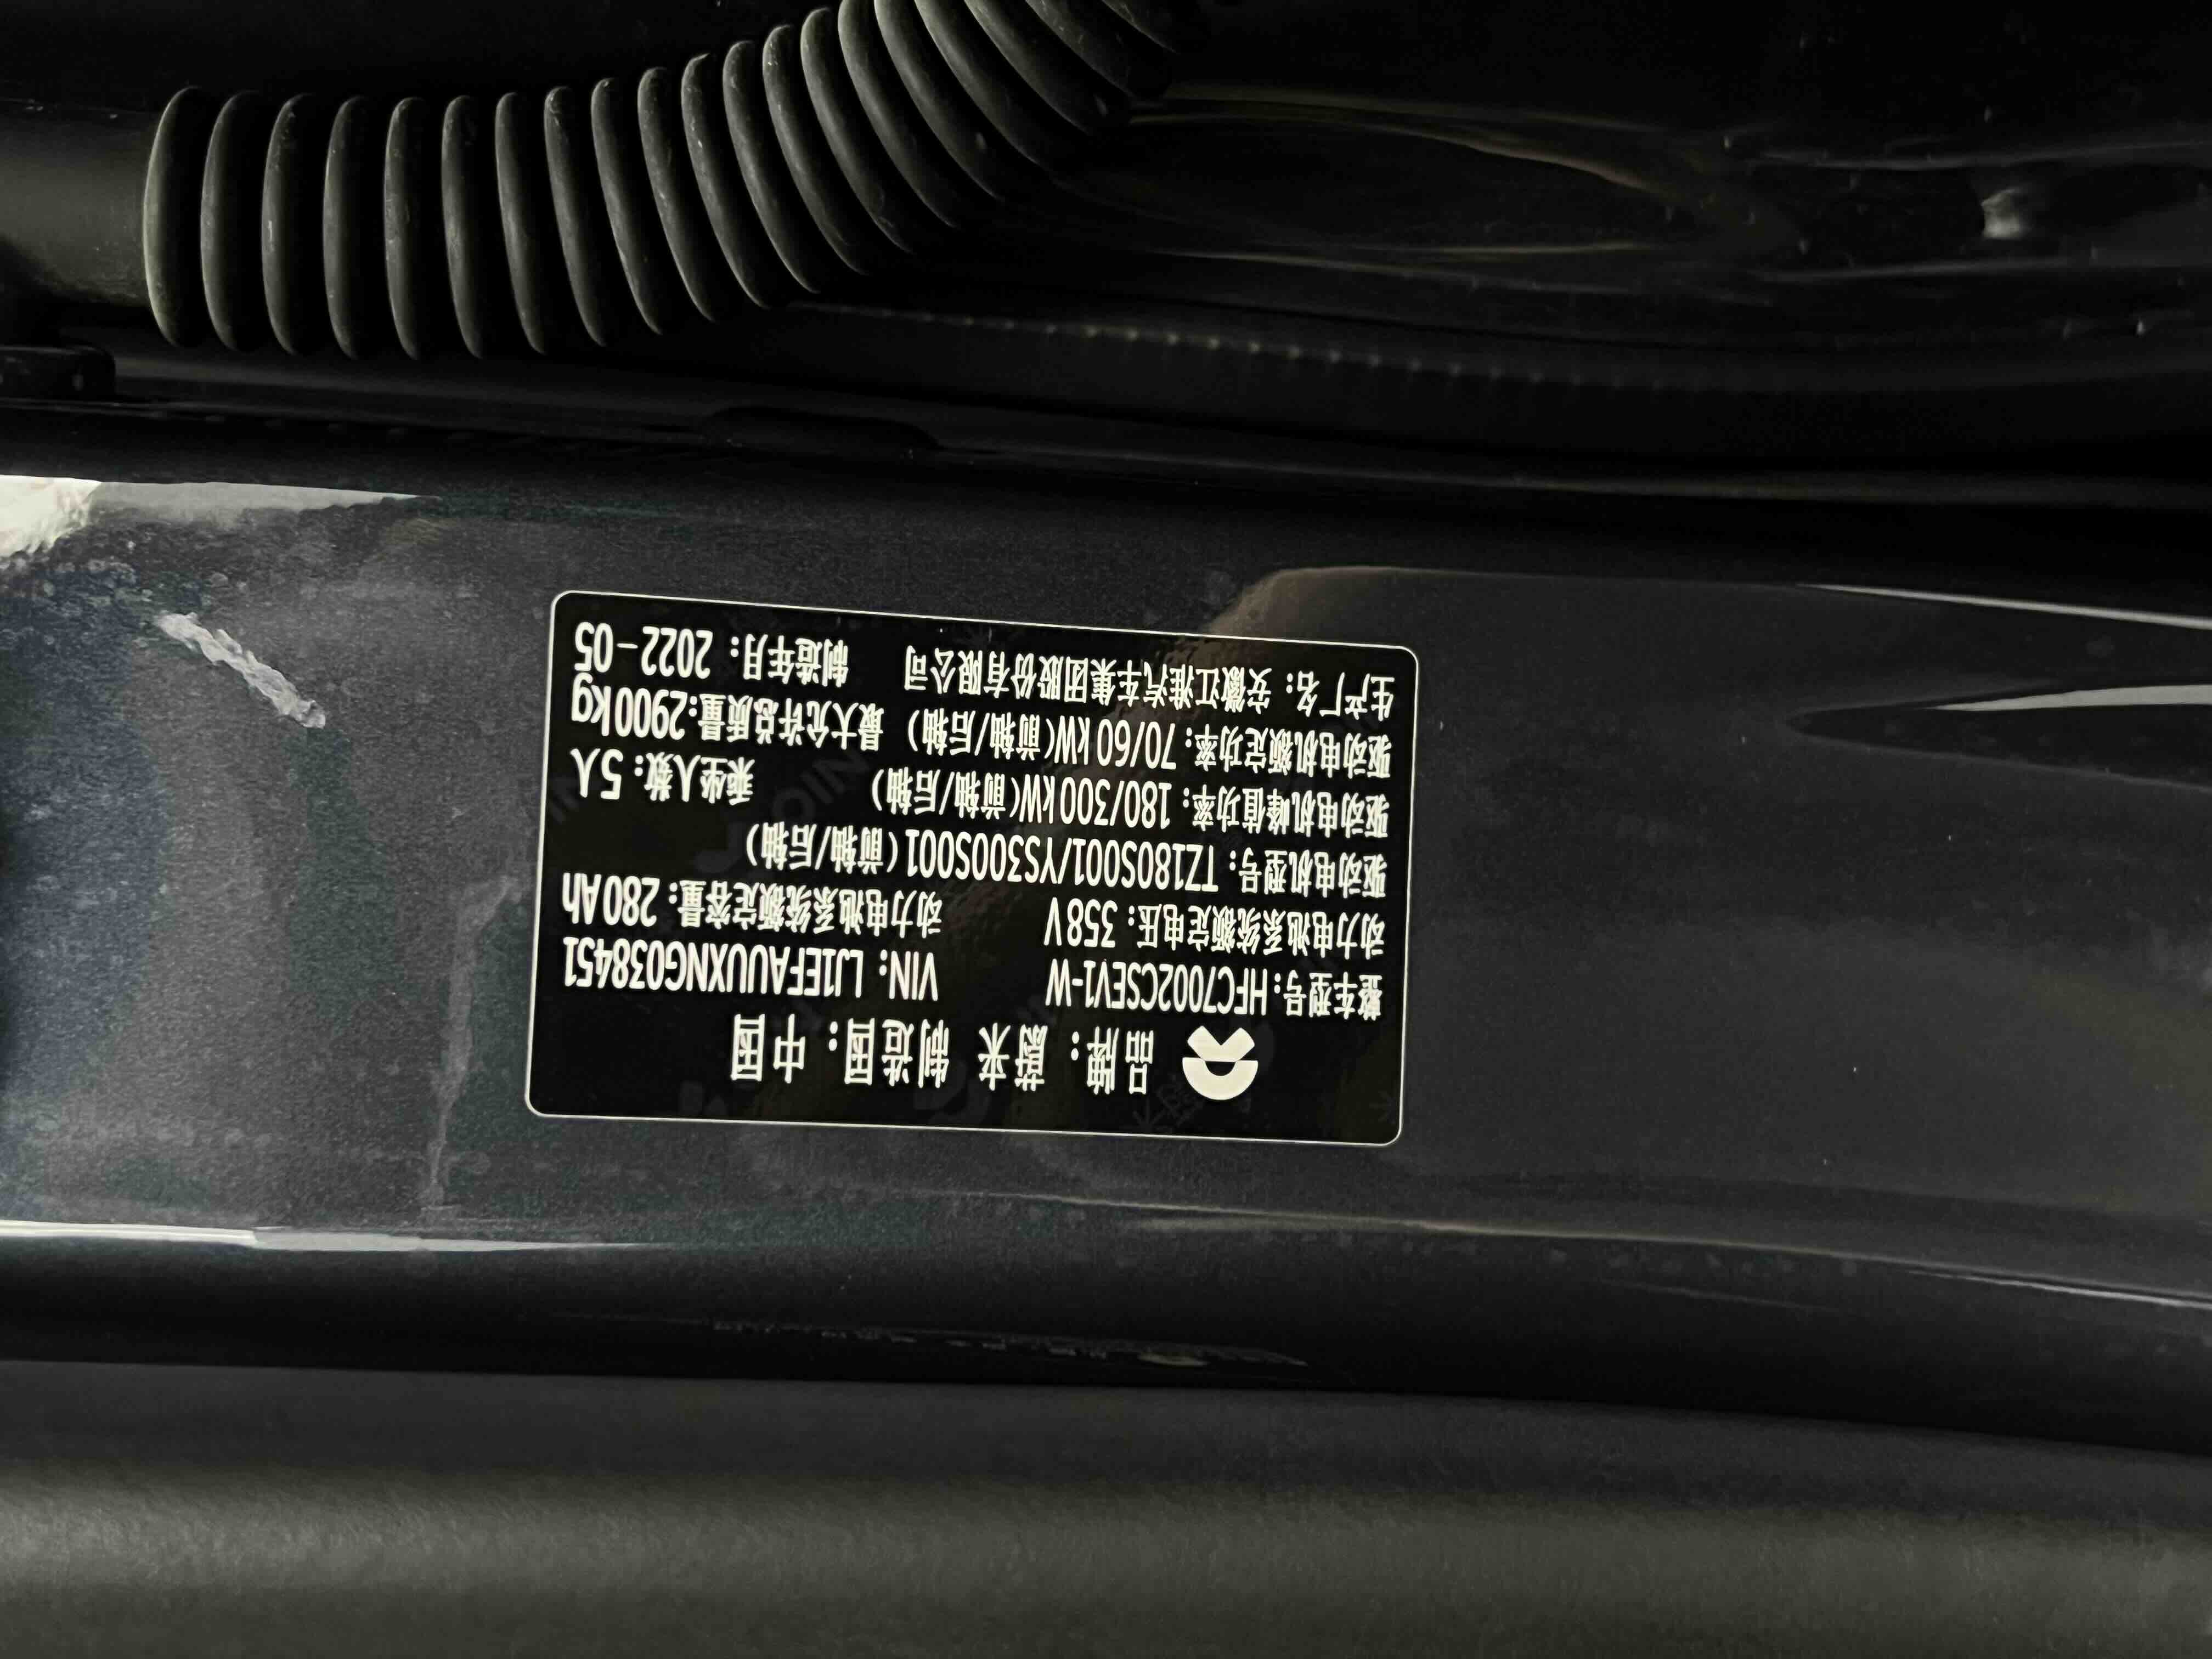 品牌：蔚来 制造国：中国
整车型号：HFC7002CSEV1-W VIN：LJ1EFAUUXNG038451
动力电池系统额定电压：358V 动力电池系统额定容量：280Ah
驱动电机型号：TZ180S001/YS300S001（前轴/后轴）
驱动电机峰值功率：180/300kW（前轴/后轴） 乘坐人数：5人
驱动电机额定功率：70/60kW（前轴/后轴） 最大允许总质量：2900kg
生产厂名：安徽江淮汽车集团股份有限公司 制造年月：2022-05